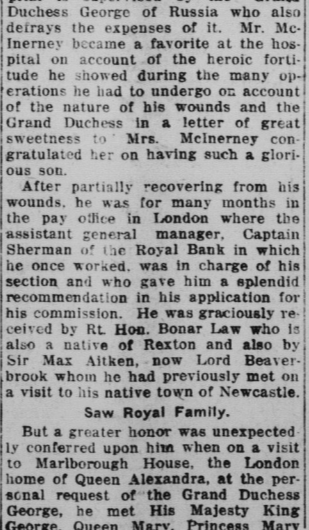 Duchess George of Russia who also
defrays the expenses of it. Mr. Mc-
Inerney became a favorite at the hos-
pital on account of the heroic forti-
tude he showed during the many op-
erations he had to undergo on account
of the nature of his wounds and the
Grand Duchess in a letter of great
sweetness to Mrs. McInerney con-
gratulated her on having such a glori-
ous son.
After partially recovering from his
wounds, he was for many months in
the pay office in London where the
assistant general manager, Captain
Sherman of the Royal Bank in which
he once worked, was in charge of his
section and who gave him a splendid
recommendation in his application for
his commission. He was graciously re-
ceived by Rt. Hon. Bonar Law who is
also a native of Rexton and also by
Sir Max Aitken, now Lord Beaver-
brook whom he had previously met on
a visit to his native town of Newcastle.
Saw Royal Family.
But a greater honor was unexpected
ly conferred upon him when on a visit
to Marlborough House, the London
home of Queen Alexandra, at the per-
sonal request of the Grand Duchess
George, he met His Majesty King
George, Queen Mary, Princess Mary